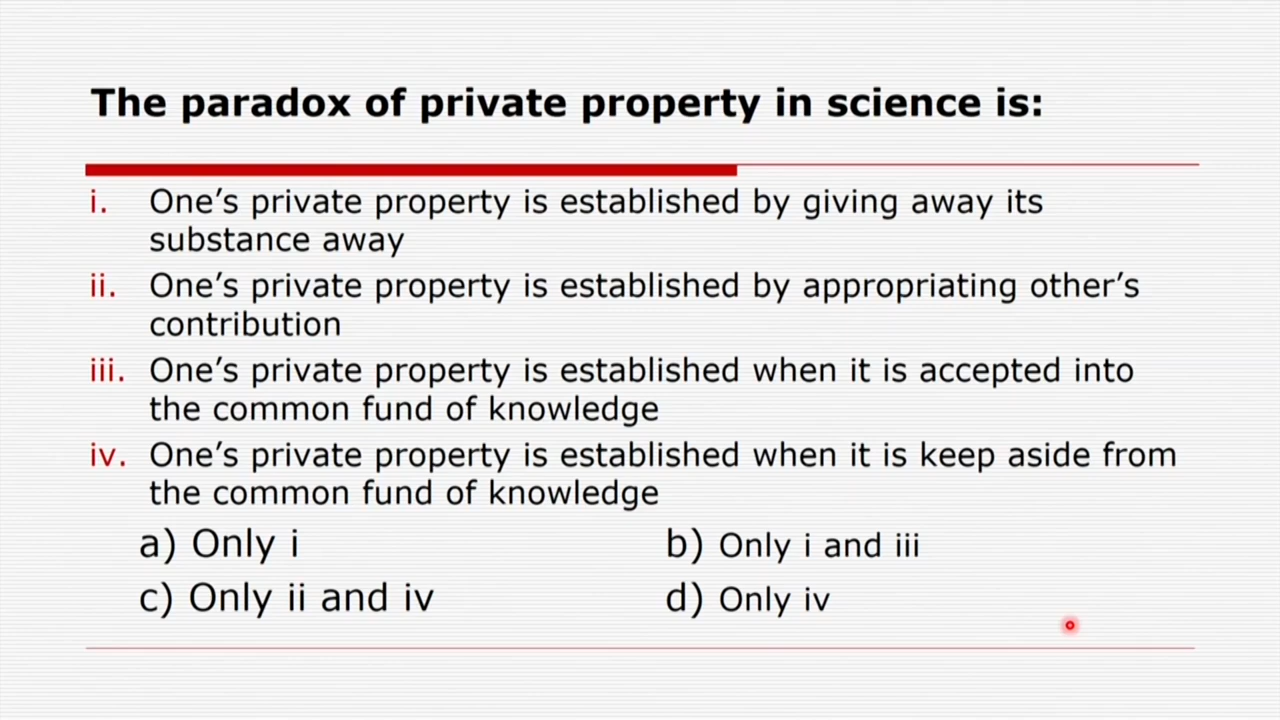 The paradox of private property in science is:
i. One’s private property is established by giving away its
substance away
ii. One’s private property is established by appropriating other’s
contribution
iii. One’s private property is established when it is accepted into
the common fund of knowledge
iv. One’s private property is established when it is keep aside from
the common fund of knowledge
a) Only i
b) Only i and iii
c) Only ii and iv
d) Only iv